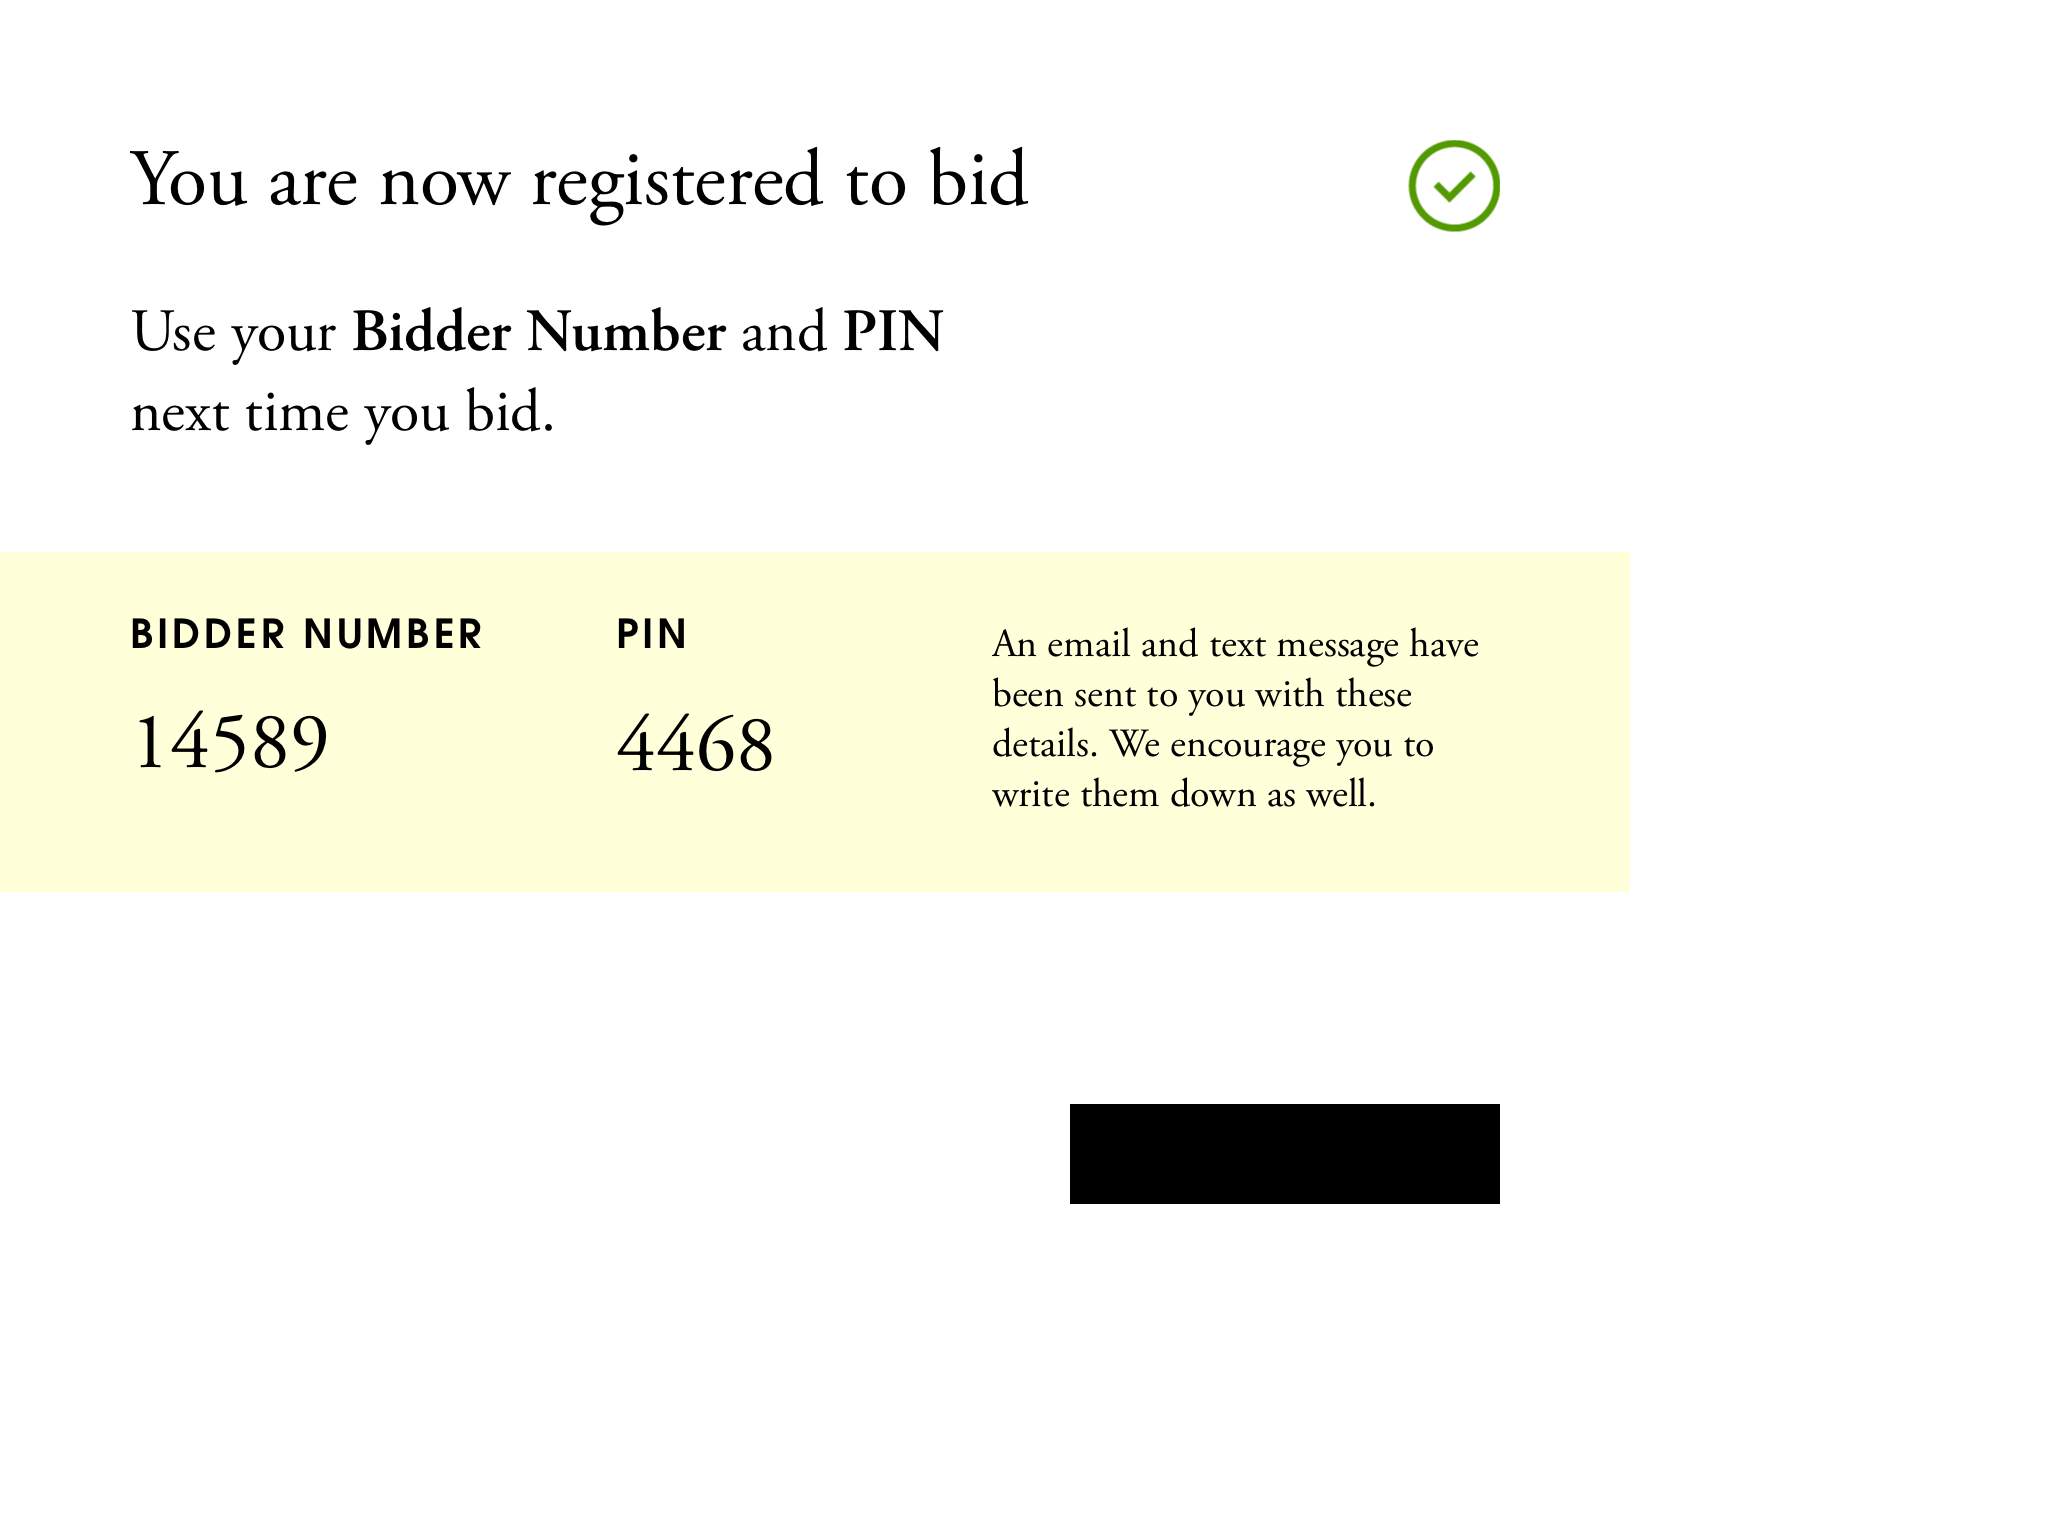 You are now registered to bid
Use your Bidder Number and PIN
next time you bid.
BIDDER NUMBER
14589
PIN
4468
An email and text message have
been sent to you with these
details. We encourage you to
write them down as well.